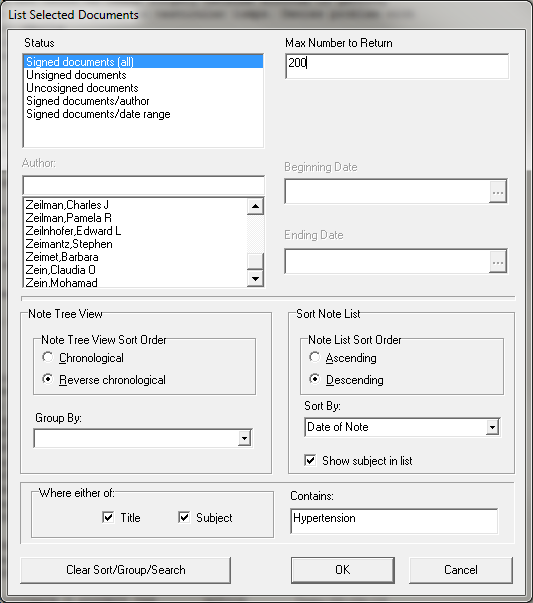 List Selected Documents
Status
Signed documents (all)
Unsigned documents
Uncosigned documents
Signed documents/author
Signed documents/date range
Max Number to Return
200
Author:
Zeilman,Charles J
Zeilman,Pamela R
Zeilnhofer,Edward L
Zeimantz,Stephen
Zeimet,Barbara
Zein,Claudia O
Zein,Mohamad
Beginning Date
...
Ending Date
...
Note Tree View
Note Tree View Sort Order
Chronological
Reverse chronological
Group By:
Sort Note List
Note List Sort Order
Ascending
Descending
Sort By:
Date of Note
Show subject in list
Where either of:
Title
Subject
Contains:
Hypertension
Clear Sort/Group/Search
OK
Cancel